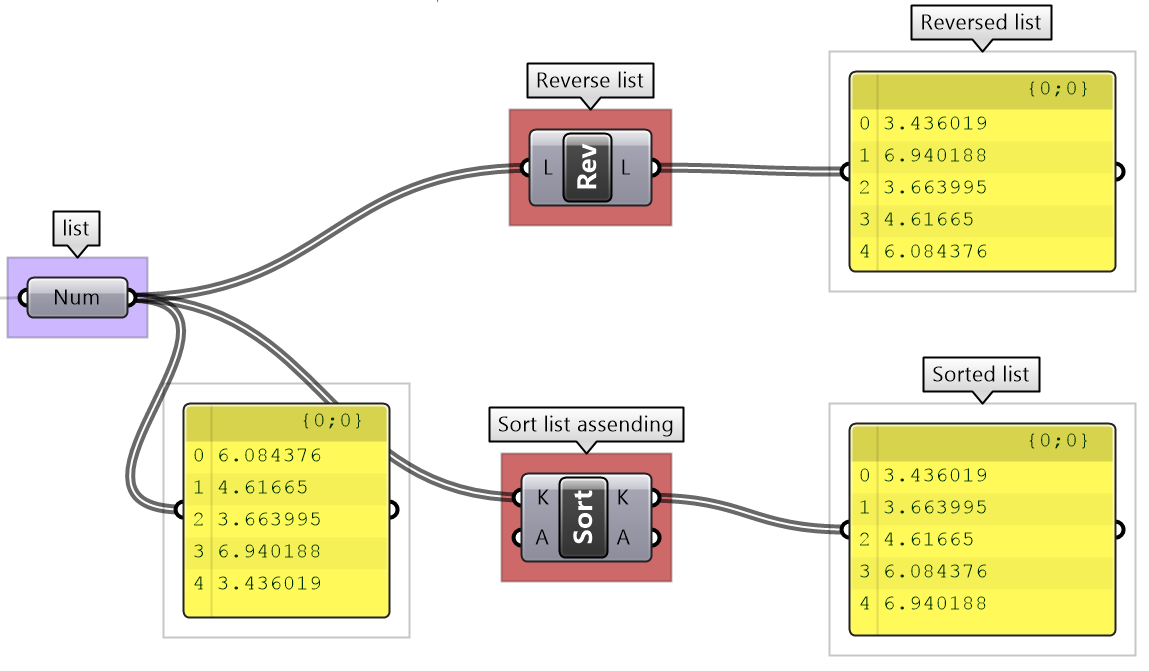 Reversed list
{0;0}
0 3.436019
1 6.940188
2 3.663995
3 4.61665
4 6.084376
Reverse list
L Rev L
list
Num
{0;0}
0 6.084376
1 4.61665
2 3.663995
3 6.940188
4 3.436019
Sort list assending
K Sort K
A A
Sorted list
{0;0}
0 3.436019
1 3.663995
2 4.61665
3 6.084376
4 6.940188